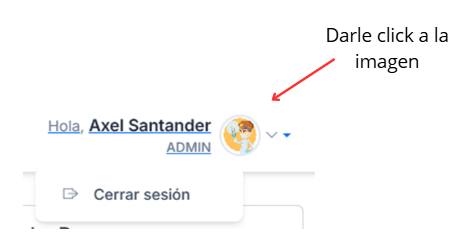 Darle click a la
imagen
Hola, Axel Santander
ADMIN
Cerrar sesión